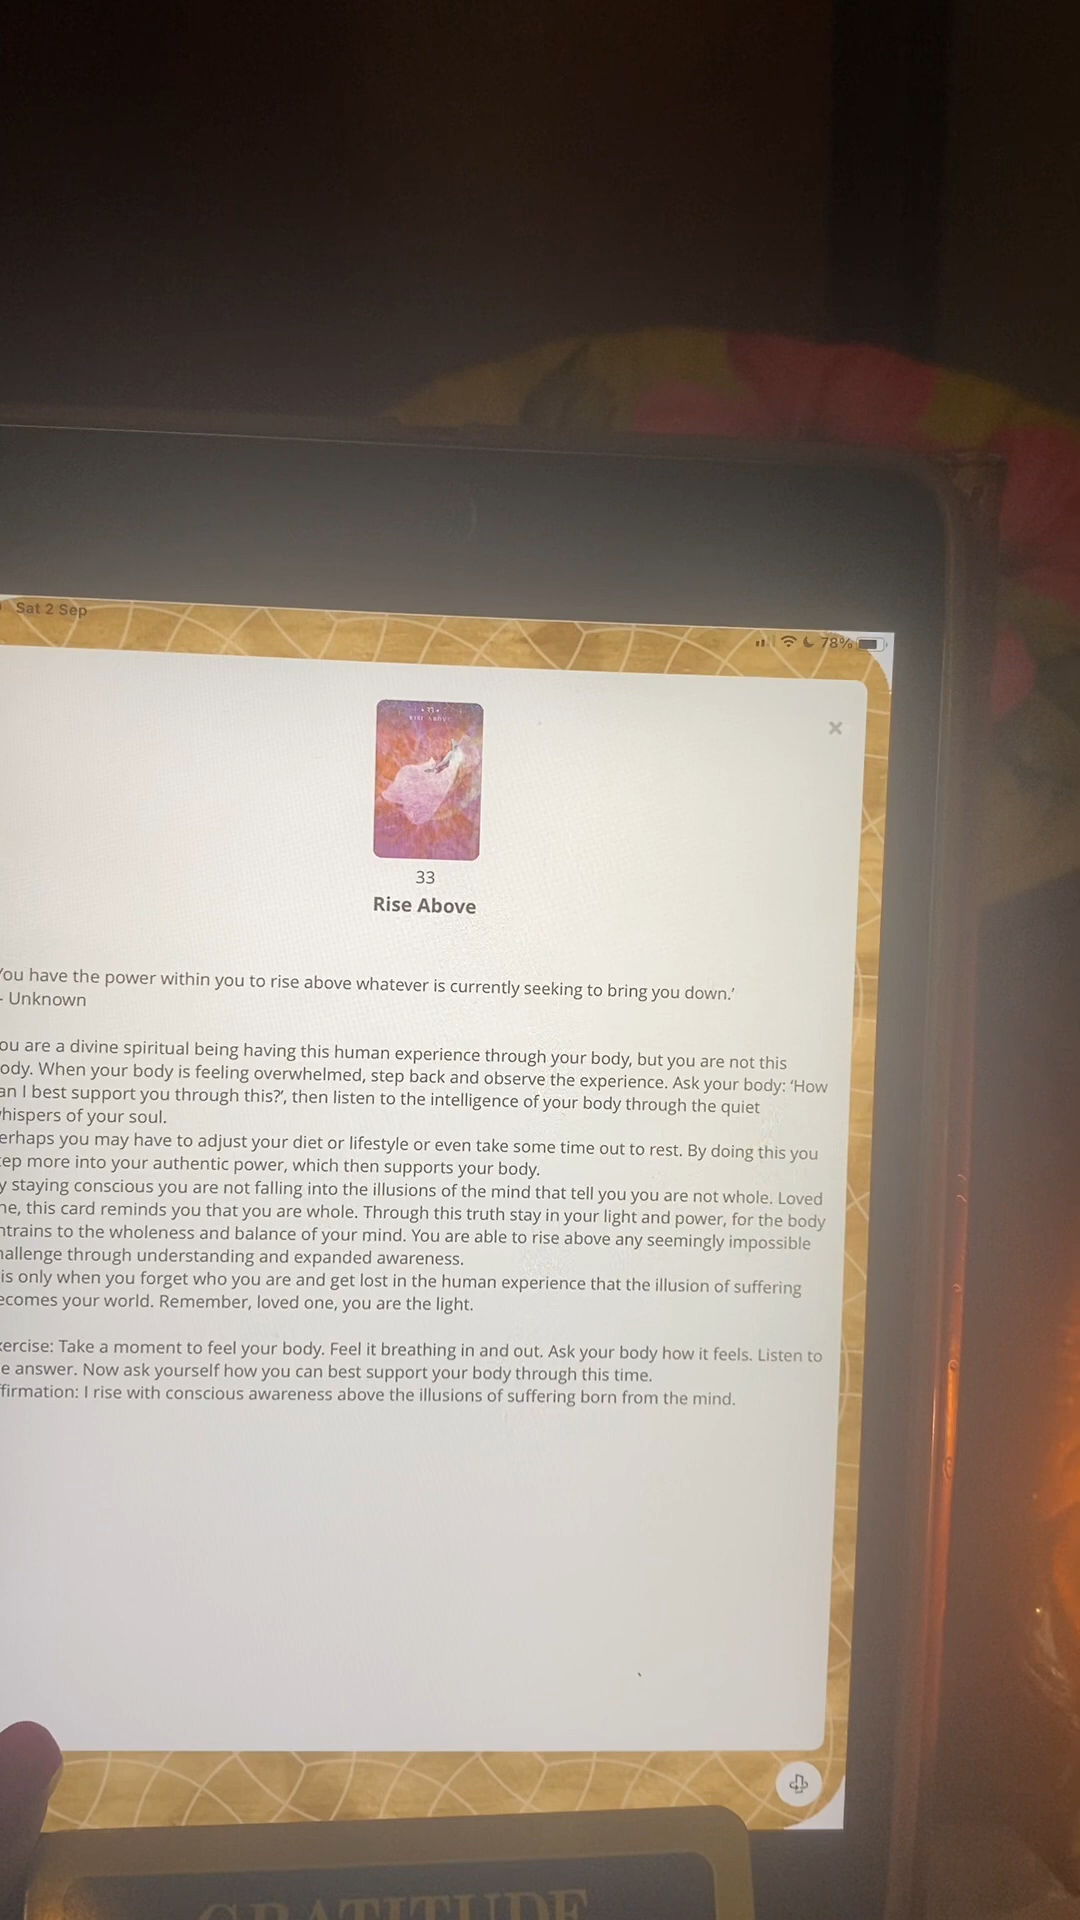 Sat 2 Sep
78%
RISE ABOVE
33
Rise Above
You have the power within you to rise above whatever is currently seeking to bring you down.’
- Unknown
ou are a divine spiritual being having this human experience through your body, but you are not this
ody. When your body is feeling overwhelmed, step back and observe the experience. Ask your body: ‘How
an I best support you through this?’, then listen to the intelligence of your body through the quiet
hispers of your soul.
erhaps you may have to adjust your diet or lifestyle or even take some time out to rest. By doing this you
tep more into your authentic power, which then supports your body.
y staying conscious you are not falling into the illusions of the mind that tell you you are not whole. Loved
ne, this card reminds you that you are whole. Through this truth stay in your light and power, for the body
ntrains to the wholeness and balance of your mind. You are able to rise above any seemingly impossible
hallenge through understanding and expanded awareness.
is only when you forget who you are and get lost in the human experience that the illusion of suffering
ecomes your world. Remember, loved one, you are the light.
xercise: Take a moment to feel your body. Feel it breathing in and out. Ask your body how it feels. Listen to
e answer. Now ask yourself how you can best support your body through this time.
ffirmation: I rise with conscious awareness above the illusions of suffering born from the mind.
GRATITUDE